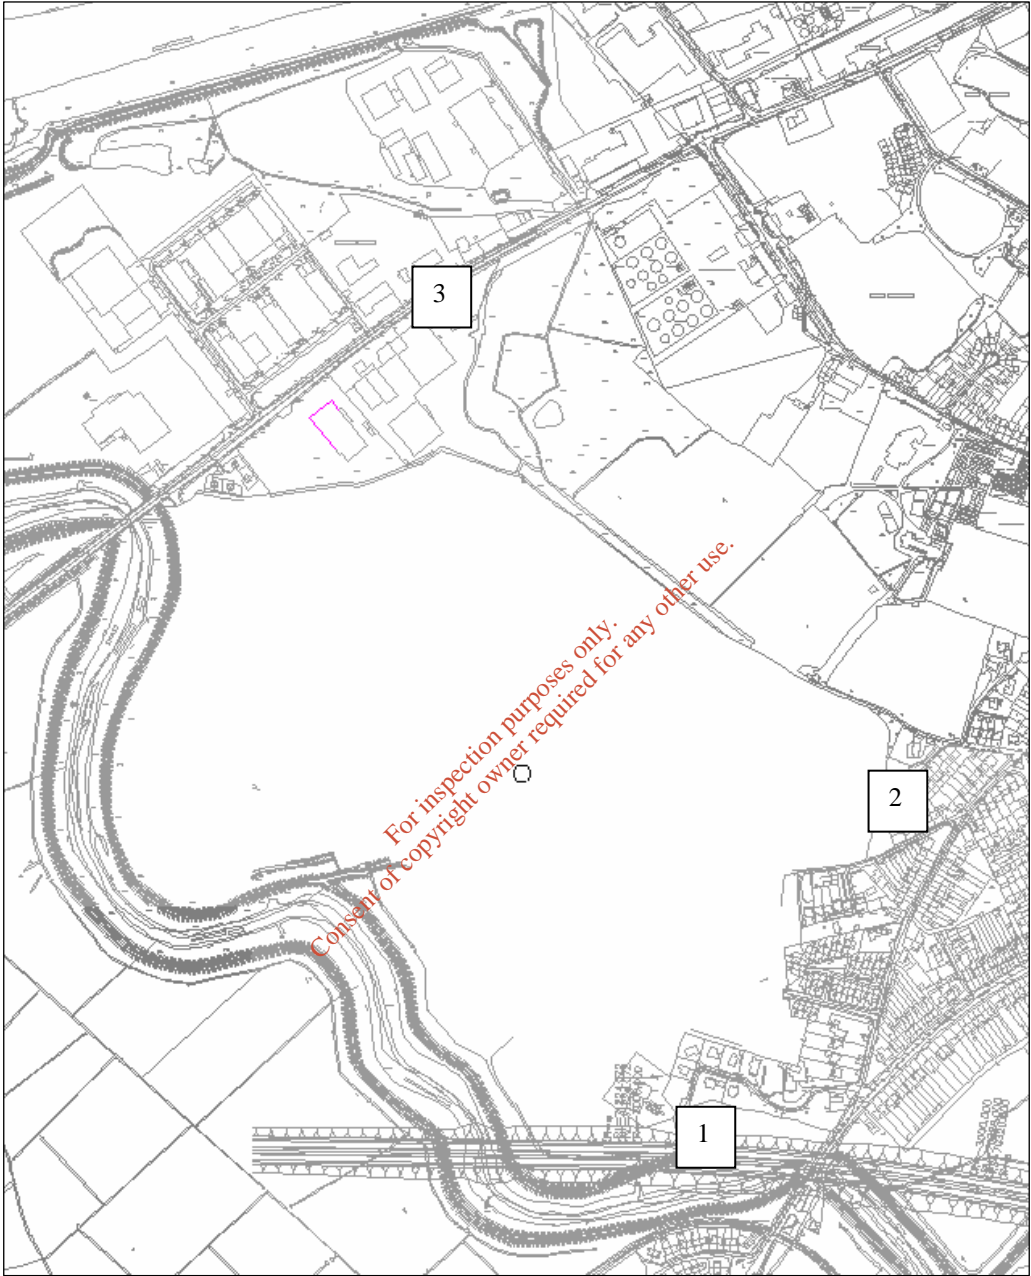 3
For inspection purposes only.
Consent of copyright owner required for any other use.
2
1